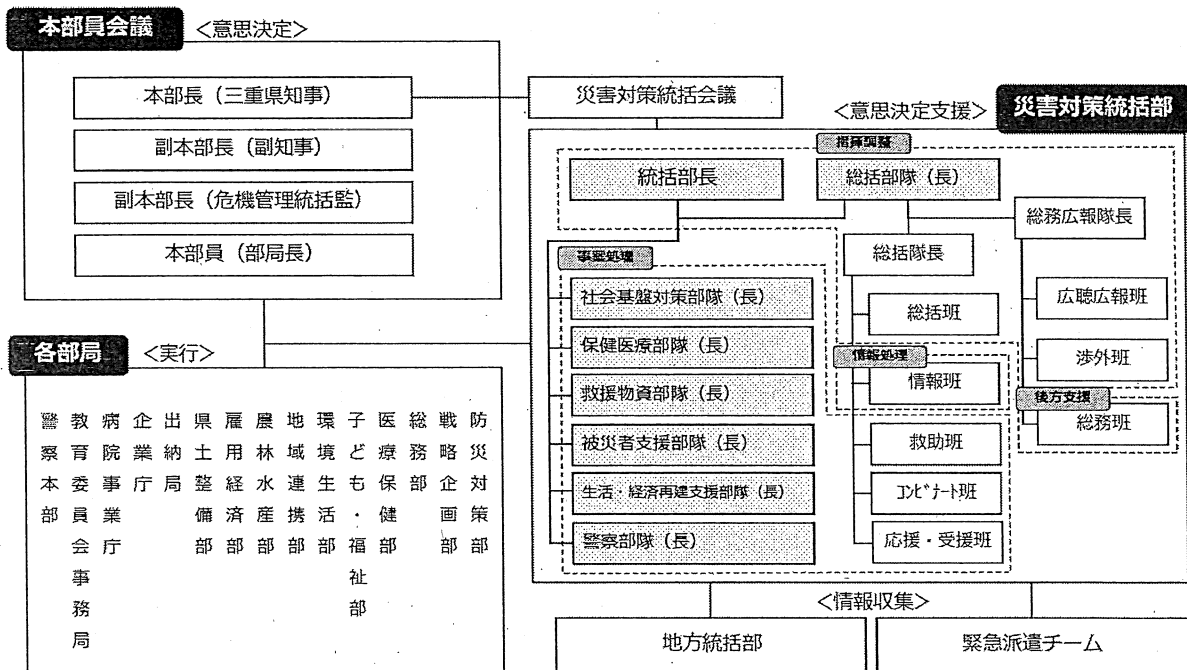 本部員会議
<意思決定>
本部長（三重県知事）
副本部長（副知事）
副本部長（危機管理統括監）
本部員（部局長）
災害対策統括会議
<意思決定支援>
災害対策統括部
指揮調整
統括部長
総括部隊（長）
総務広報隊長
総括隊長
事案処理
社会基盤対策部隊（長）
保健医療部隊（長）
救援物資部隊（長）
被災者支援部隊（長）
生活・経済再建支援部隊（長）
警察部隊（長）
総括班
情報処理
情報班
救助班
コンビナート班
応援・受援班
広聴広報班
渉外班
後方支援
総務班
各部局
<実行>
防災対策部
戦略企画部
総務部
医療保健部
子ども・福祉部
環境生活部
地域連携部
農林水産部
雇用経済部
県土整備部
出納局
企業庁
病院事業庁
教育委員会事務局
警察本部
<情報収集>
地方統括部
緊急派遣チーム